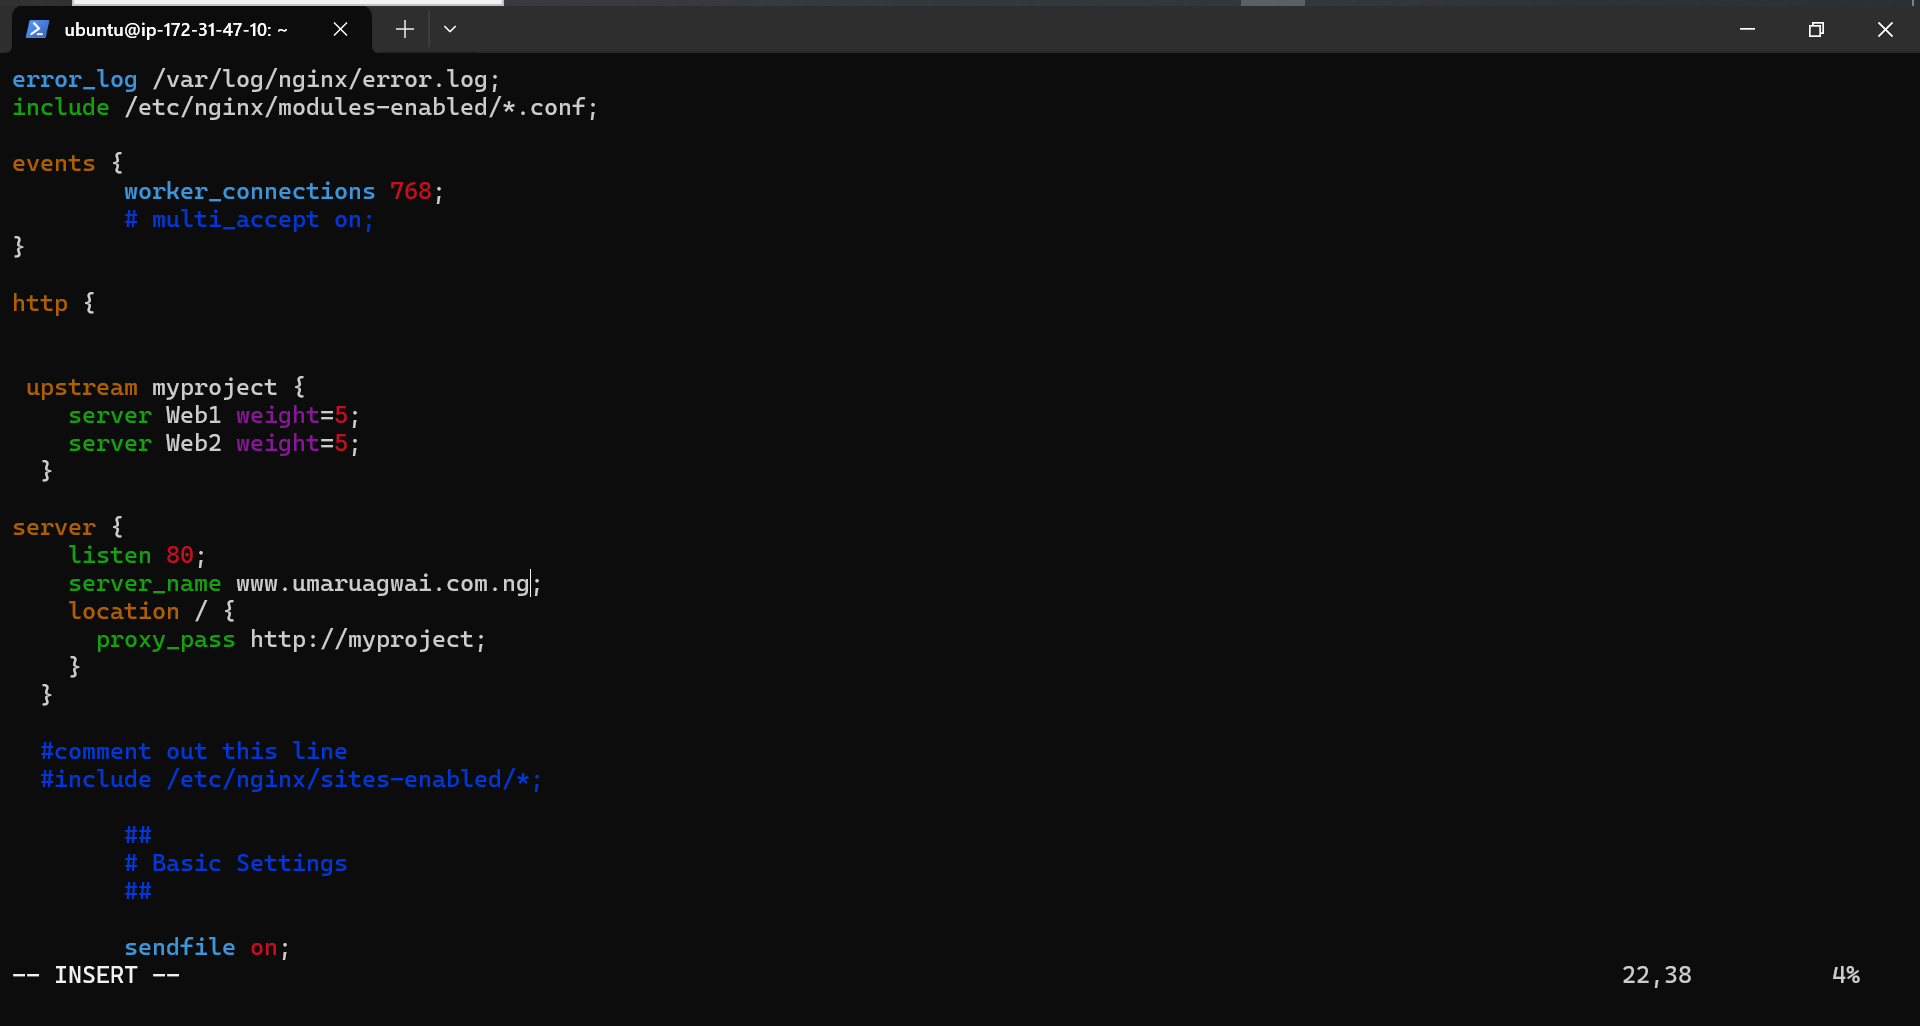 ubuntu@ip-172-31-47-10: ~
error_log /var/log/nginx/error.log;
include /etc/nginx/modules-enabled/*.conf;
events {
worker_connections 768;
# multi_accept on;
}
http {
upstream myproject {
server Web1 weight=5;
server Web2 weight=5;
}
server {
listen 80;
server_name www.umaruagwai.com.ng;
location / {
proxy_pass http://myproject;
}
}
#comment out this line
#include /etc/nginx/sites-enabled/*;
##
# Basic Settings
##
sendfile on;
-- INSERT -- 22,38 4%